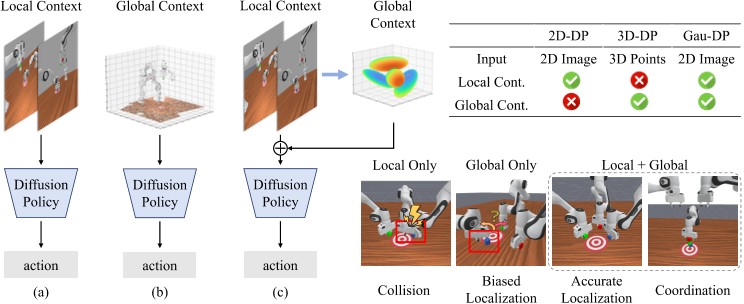 Local Context
Global Context
Local Context
Global
Context
Diffusion
Policy
Diffusion
Policy
Diffusion
Policy
action
action
action
(a)
(b)
(c)
2D-DP 3D-DP Gau-DP
Input 2D Image 3D Points 2D Image
Local Cont.
Global Cont.
Local Only
Global Only
Local + Global
?
Collision
Biased
Localization
Accurate
Localization
Coordination